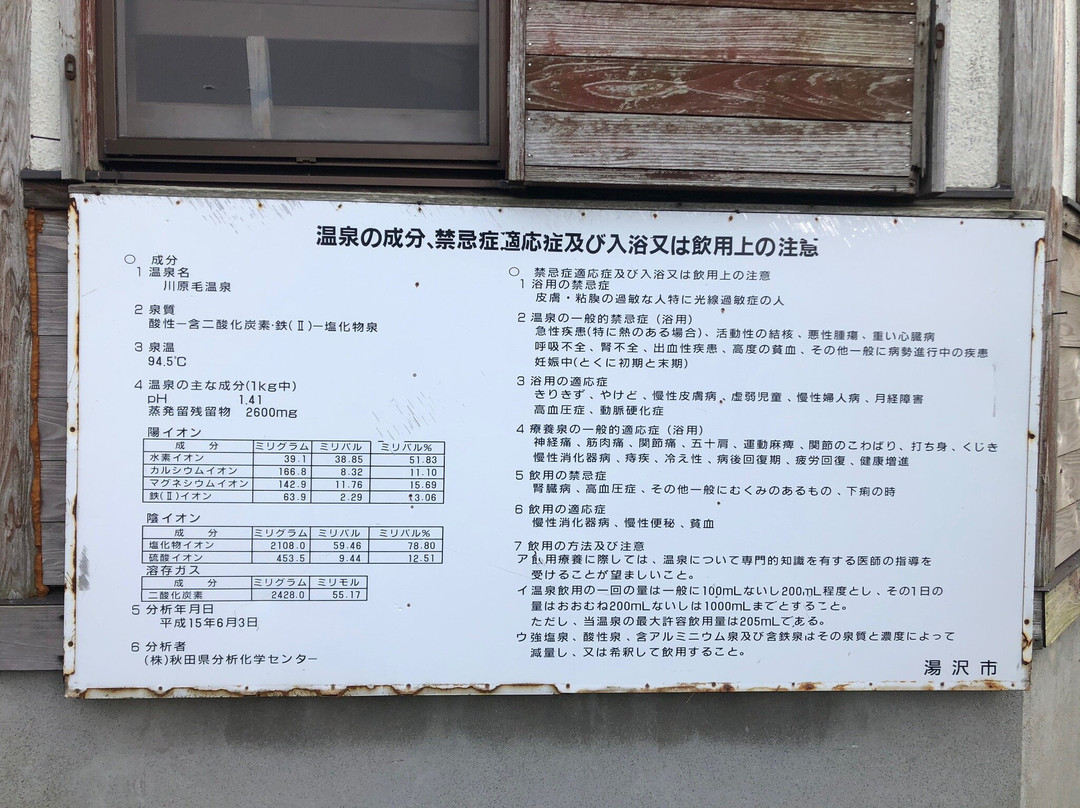 温泉の成分、禁忌症適応症及び入浴又は飲用上の注意
○ 成分
1 温泉名
川原毛温泉
2 泉質
酸性－含二酸化炭素・鉄(Ⅱ)－塩化物泉
3 泉温
94.5℃
4 温泉の主な成分(1kg中)
pH 1.41
蒸発留残留物 2600mg
陽イオン
成 分 ミリグラム ミリバル ミリバル%
水素イオン 39.1 38.85 51.83
カルシウムイオン 166.8 8.32 11.10
マグネシウムイオン 142.9 11.76 15.69
鉄(Ⅱ)イオン 63.9 2.29 3.06
陰イオン
成 分 ミリグラム ミリバル ミリバル%
塩化物イオン 2108.0 59.46 78.80
硫酸イオン 453.5 9.44 12.51
溶存ガス
成 分 ミリグラム ミリモル
二酸化炭素 2428.0 55.17
5 分析年月日
平成15年6月3日
6 分析者
(株)秋田県分析化学センター
○ 禁忌症適応症及び入浴又は飲用上の注意
1 浴用の禁忌症
皮膚・粘胸の過敏な人特に光線過敏症の人
2 温泉の一般的禁忌症（浴用）
急性疾患(特に熱のある場合)、活動性の結核、悪性腫瘍、重い心臓病
呼吸不全、腎不全、出血性疾患、高度の貧血、その他一般に病勢進行中の疾患
妊娠中(とくに初期と末期)
3 浴用の適応症
きりきず、やけど、慢性皮膚病、虚弱児童、慢性婦人病、月経障害
高血圧症、動脈硬化症
4 療養泉の一般的適応症（浴用）
神経痛、筋肉痛、関節痛、五十肩、運動麻痺、関節のこわばり、打ち身、くじき
慢性消化器病、痔疾、冷え性、病後回復期、疲労回復、健康増進
5 飲用の禁忌症
腎臓病、高血圧症、その他一般にむくみのあるもの、下痢の時
6 飲用の適応症
慢性消化器病、慢性便秘、貧血
7 飲用の方法及び注意
ア 飲用療養に際しては、温泉について専門的知識を有する医師の指導を
受けることが望ましいこと。
イ 温泉飲用の一回の量は一般に100mLないし200mL程度とし、その1日の
量はおおむね200mLないしは1000mLまでとすること。
ただし、当温泉の最大許容飲用量は205mLである。
ウ 強塩泉、酸性泉、含アルミニウム泉及び含鉄泉はその泉質と濃度によって
減量し、又は希釈して飲用すること。
湯沢市